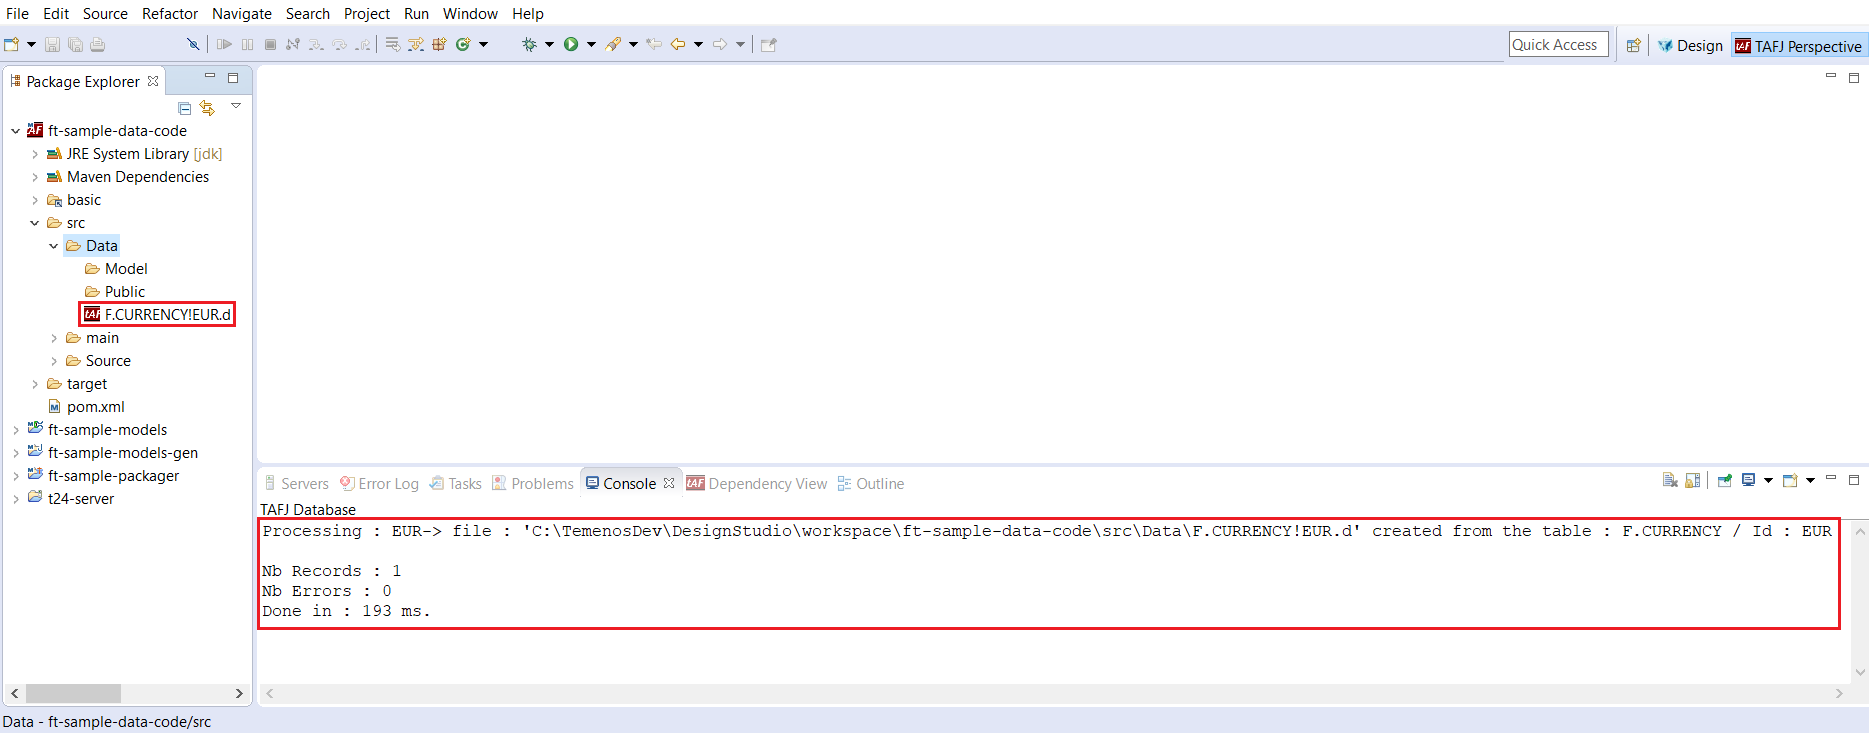 File Edit Source Refactor Navigate Search Project Run Window Help
Quick Access
Design
tAF TAFJ Perspective
Package Explorer
ft-sample-data-code
JRE System Library [jdk]
Maven Dependencies
basic
src
Data
Model
Public
tAF F.CURRENCY!EUR.d
main
Source
target
pom.xml
ft-sample-models
ft-sample-models-gen
ft-sample-packager
t24-server
Servers Error Log Tasks Problems Console tAF Dependency View Outline
TAFJ Database
Processing : EUR-> file : 'C:\TemenosDev\DesignStudio\workspace\ft-sample-data-code\src\Data\F.CURRENCY!EUR.d' created from the table : F.CURRENCY / Id : EUR
Nb Records : 1
Nb Errors : 0
Done in : 193 ms.
Data - ft-sample-data-code/src